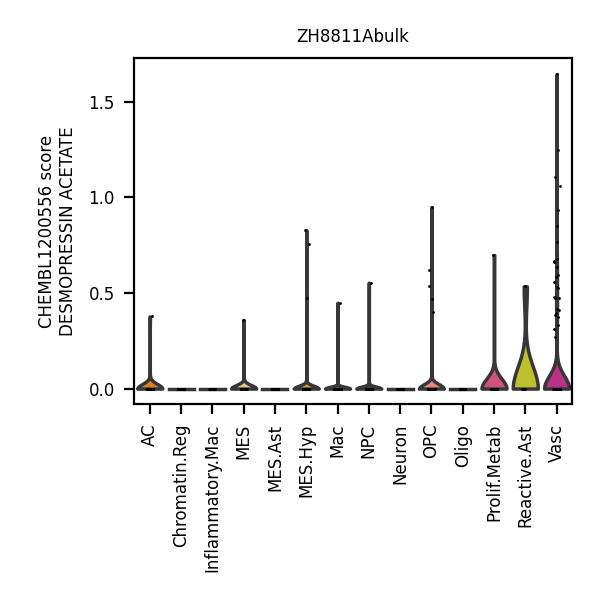 ZH8811Abulk
CHEMBL1200556 score
DESMOPRESSIN ACETATE
1.5
1.0
0.5
0.0
AC
Chromatin.Reg
Inflammatory.Mac
MES
MES.Ast
MES.Hyp
Mac
NPC
Neuron
OPC
Oligo
Prolif.Metab
Reactive.Ast
Vasc